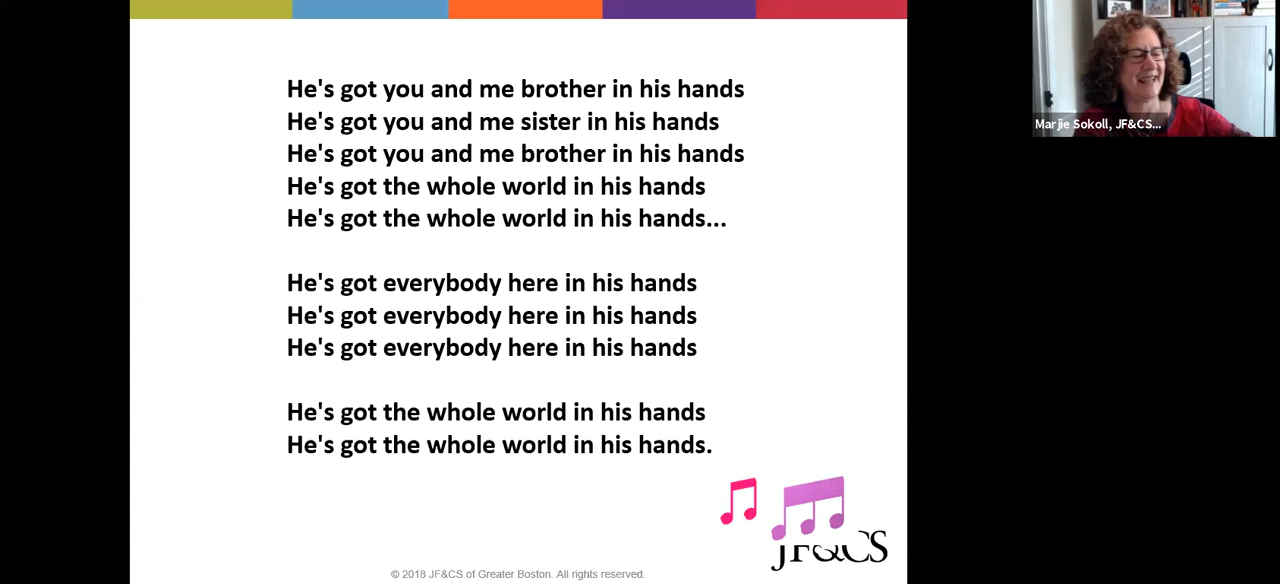 He's got you and me brother in his hands
He's got you and me sister in his hands
He's got you and me brother in his hands
He's got the whole world in his hands
He's got the whole world in his hands...
He's got everybody here in his hands
He's got everybody here in his hands
He's got everybody here in his hands
He's got the whole world in his hands
He's got the whole world in his hands.
JF&CS
© 2018 JF&CS of Greater Boston. All rights reserved.
Marjie Sokoll, JF&CS...